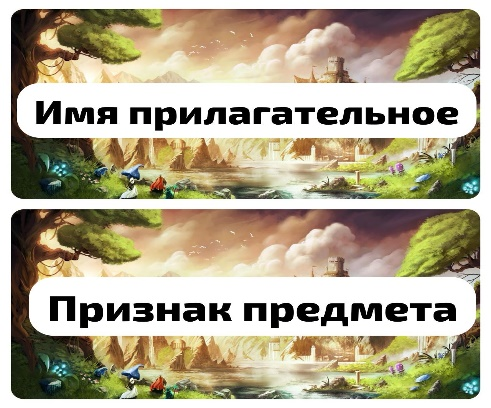 Имя прилагательное
Признак предмета